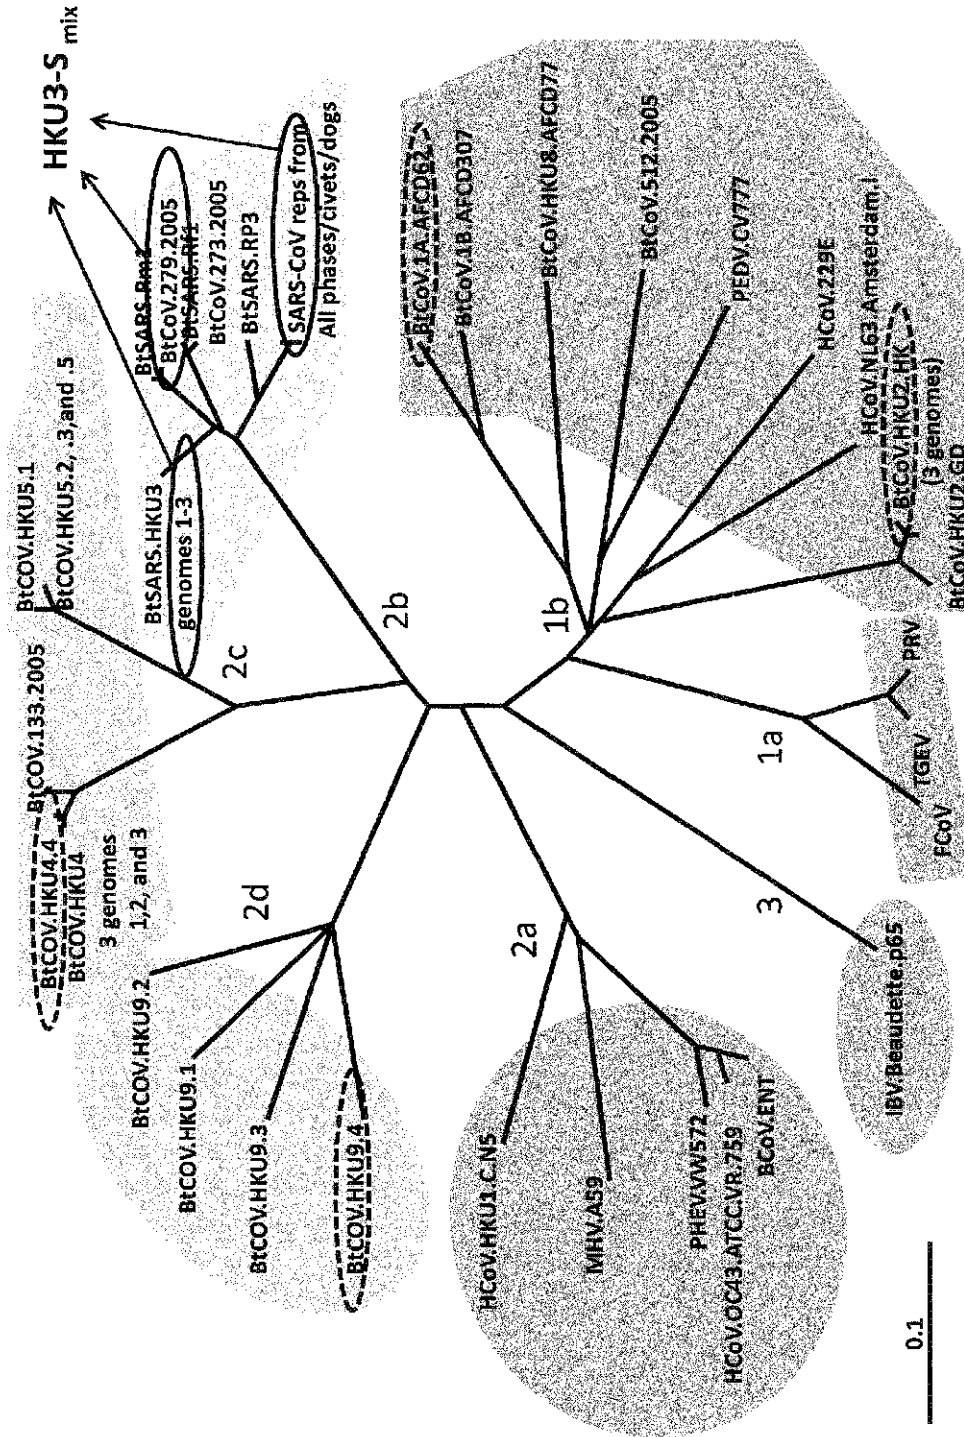 HKU3-S mix
BtSARS.Rm1
BtCoV.279.2005
BtSARS.Rf1
BtCoV.273.2005
BtSARS.RP3
SARS-CoV reps from
All phases/civets/dogs
BtSARS.HKU3
genomes 1-3
2b
BtCOV.HKU5.1
BtCOV.HKU5.2, .3,and .5
2c
BtCOV.133.2005
BtCOV.HKU4.4
BtCOV.HKU4
3 genomes
1,2, and 3
2d
BtCOV.HKU9.2
BtCOV.HKU9.1
BtCOV.HKU9.3
BtCOV.HKU9.4
2a
HCoV.HKU1.C.N5
MHV.A59
PHEV.VW572
HCoV.OC43.ATCC.VR.759
BCoV.ENT
3
IBV.Beaudette.p65
1a
FCoV
TGEV
PRV
1b
BtCoV.1A.AFCD62
BtCoV.1B.AFCD307
BtCoV.HKU8.AFCD77
BtCoV.512.2005
PEDV.CV777
HCoV.229E
HCoV.NL63.Amsterdam.I
BtCoV.HKU2.HK
(3 genomes)
BtCoV.HKU2.GD
0.1